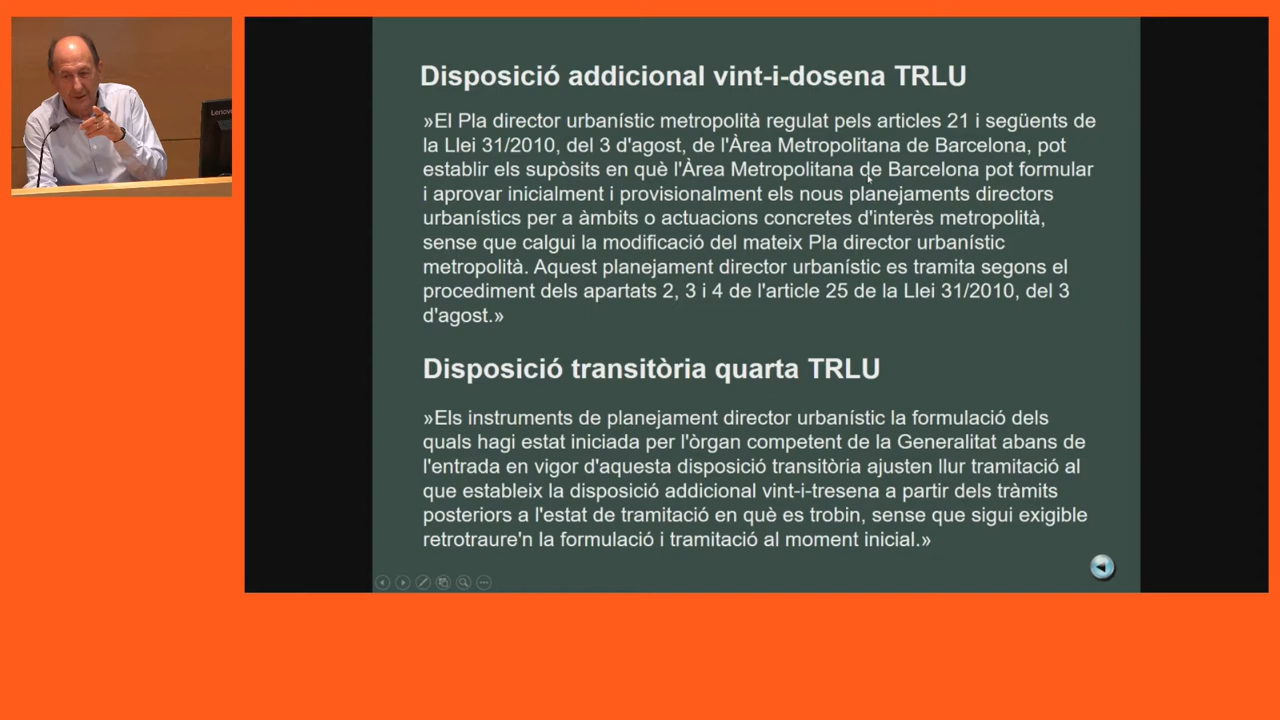 Lenovo
Disposició addicional vint-i-dosena TRLU
»El Pla director urbanístic metropolità regulat pels articles 21 i següents de
la Llei 31/2010, del 3 d'agost, de l'Àrea Metropolitana de Barcelona, pot
establir els supòsits en què l'Àrea Metropolitana de Barcelona pot formular
i aprovar inicialment i provisionalment els nous planejaments directors
urbanístics per a àmbits o actuacions concretes d'interès metropolità,
sense que calgui la modificació del mateix Pla director urbanístic
metropolità. Aquest planejament director urbanístic es tramita segons el
procediment dels apartats 2, 3 i 4 de l'article 25 de la Llei 31/2010, del 3
d'agost.»
Disposició transitòria quarta TRLU
»Els instruments de planejament director urbanístic la formulació dels
quals hagi estat iniciada per l'òrgan competent de la Generalitat abans de
l'entrada en vigor d'aquesta disposició transitòria ajusten llur tramitació al
que estableix la disposició addicional vint-i-tresena a partir dels tràmits
posteriors a l'estat de tramitació en què es trobin, sense que sigui exigible
retrotraure'n la formulació i tramitació al moment inicial.»